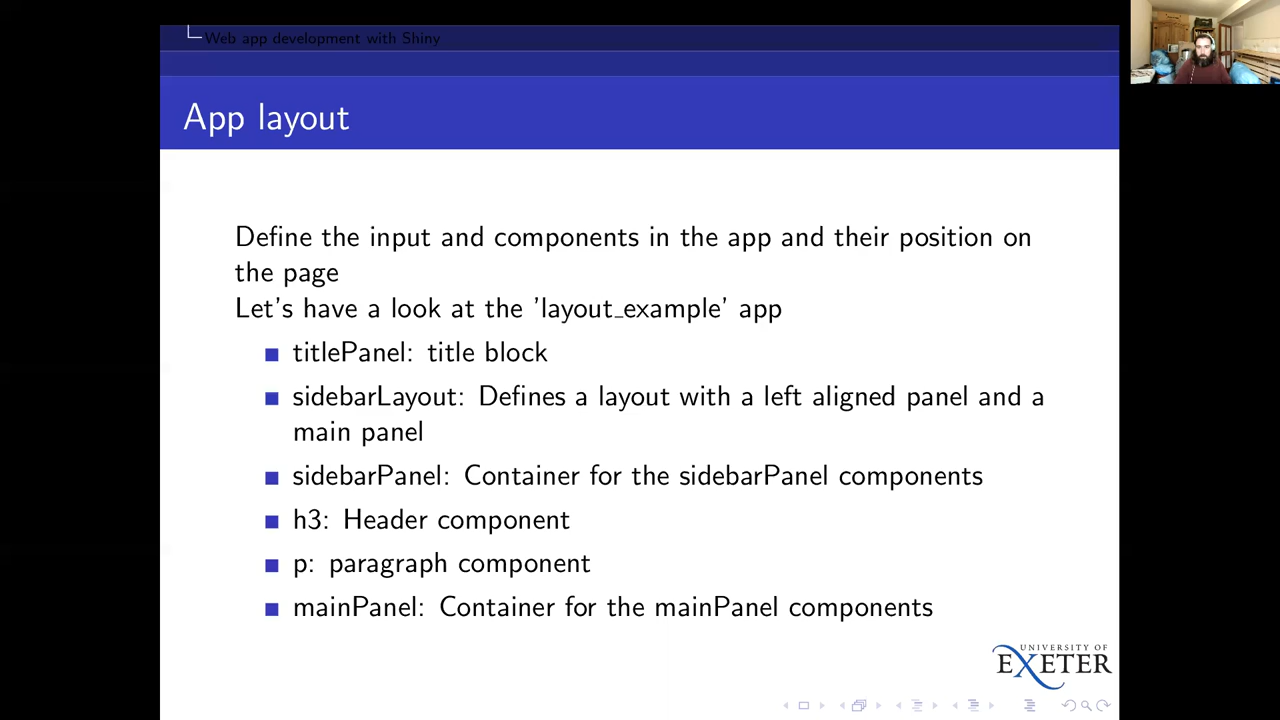 Web app development with Shiny
App layout
Define the input and components in the app and their position on
the page
Let's have a look at the 'layout_example' app
titlePanel: title block
sidebarLayout: Defines a layout with a left aligned panel and a
main panel
sidebarPanel: Container for the sidebarPanel components
h3: Header component
p: paragraph component
mainPanel: Container for the mainPanel components
UNIVERSITY OF
EXETER